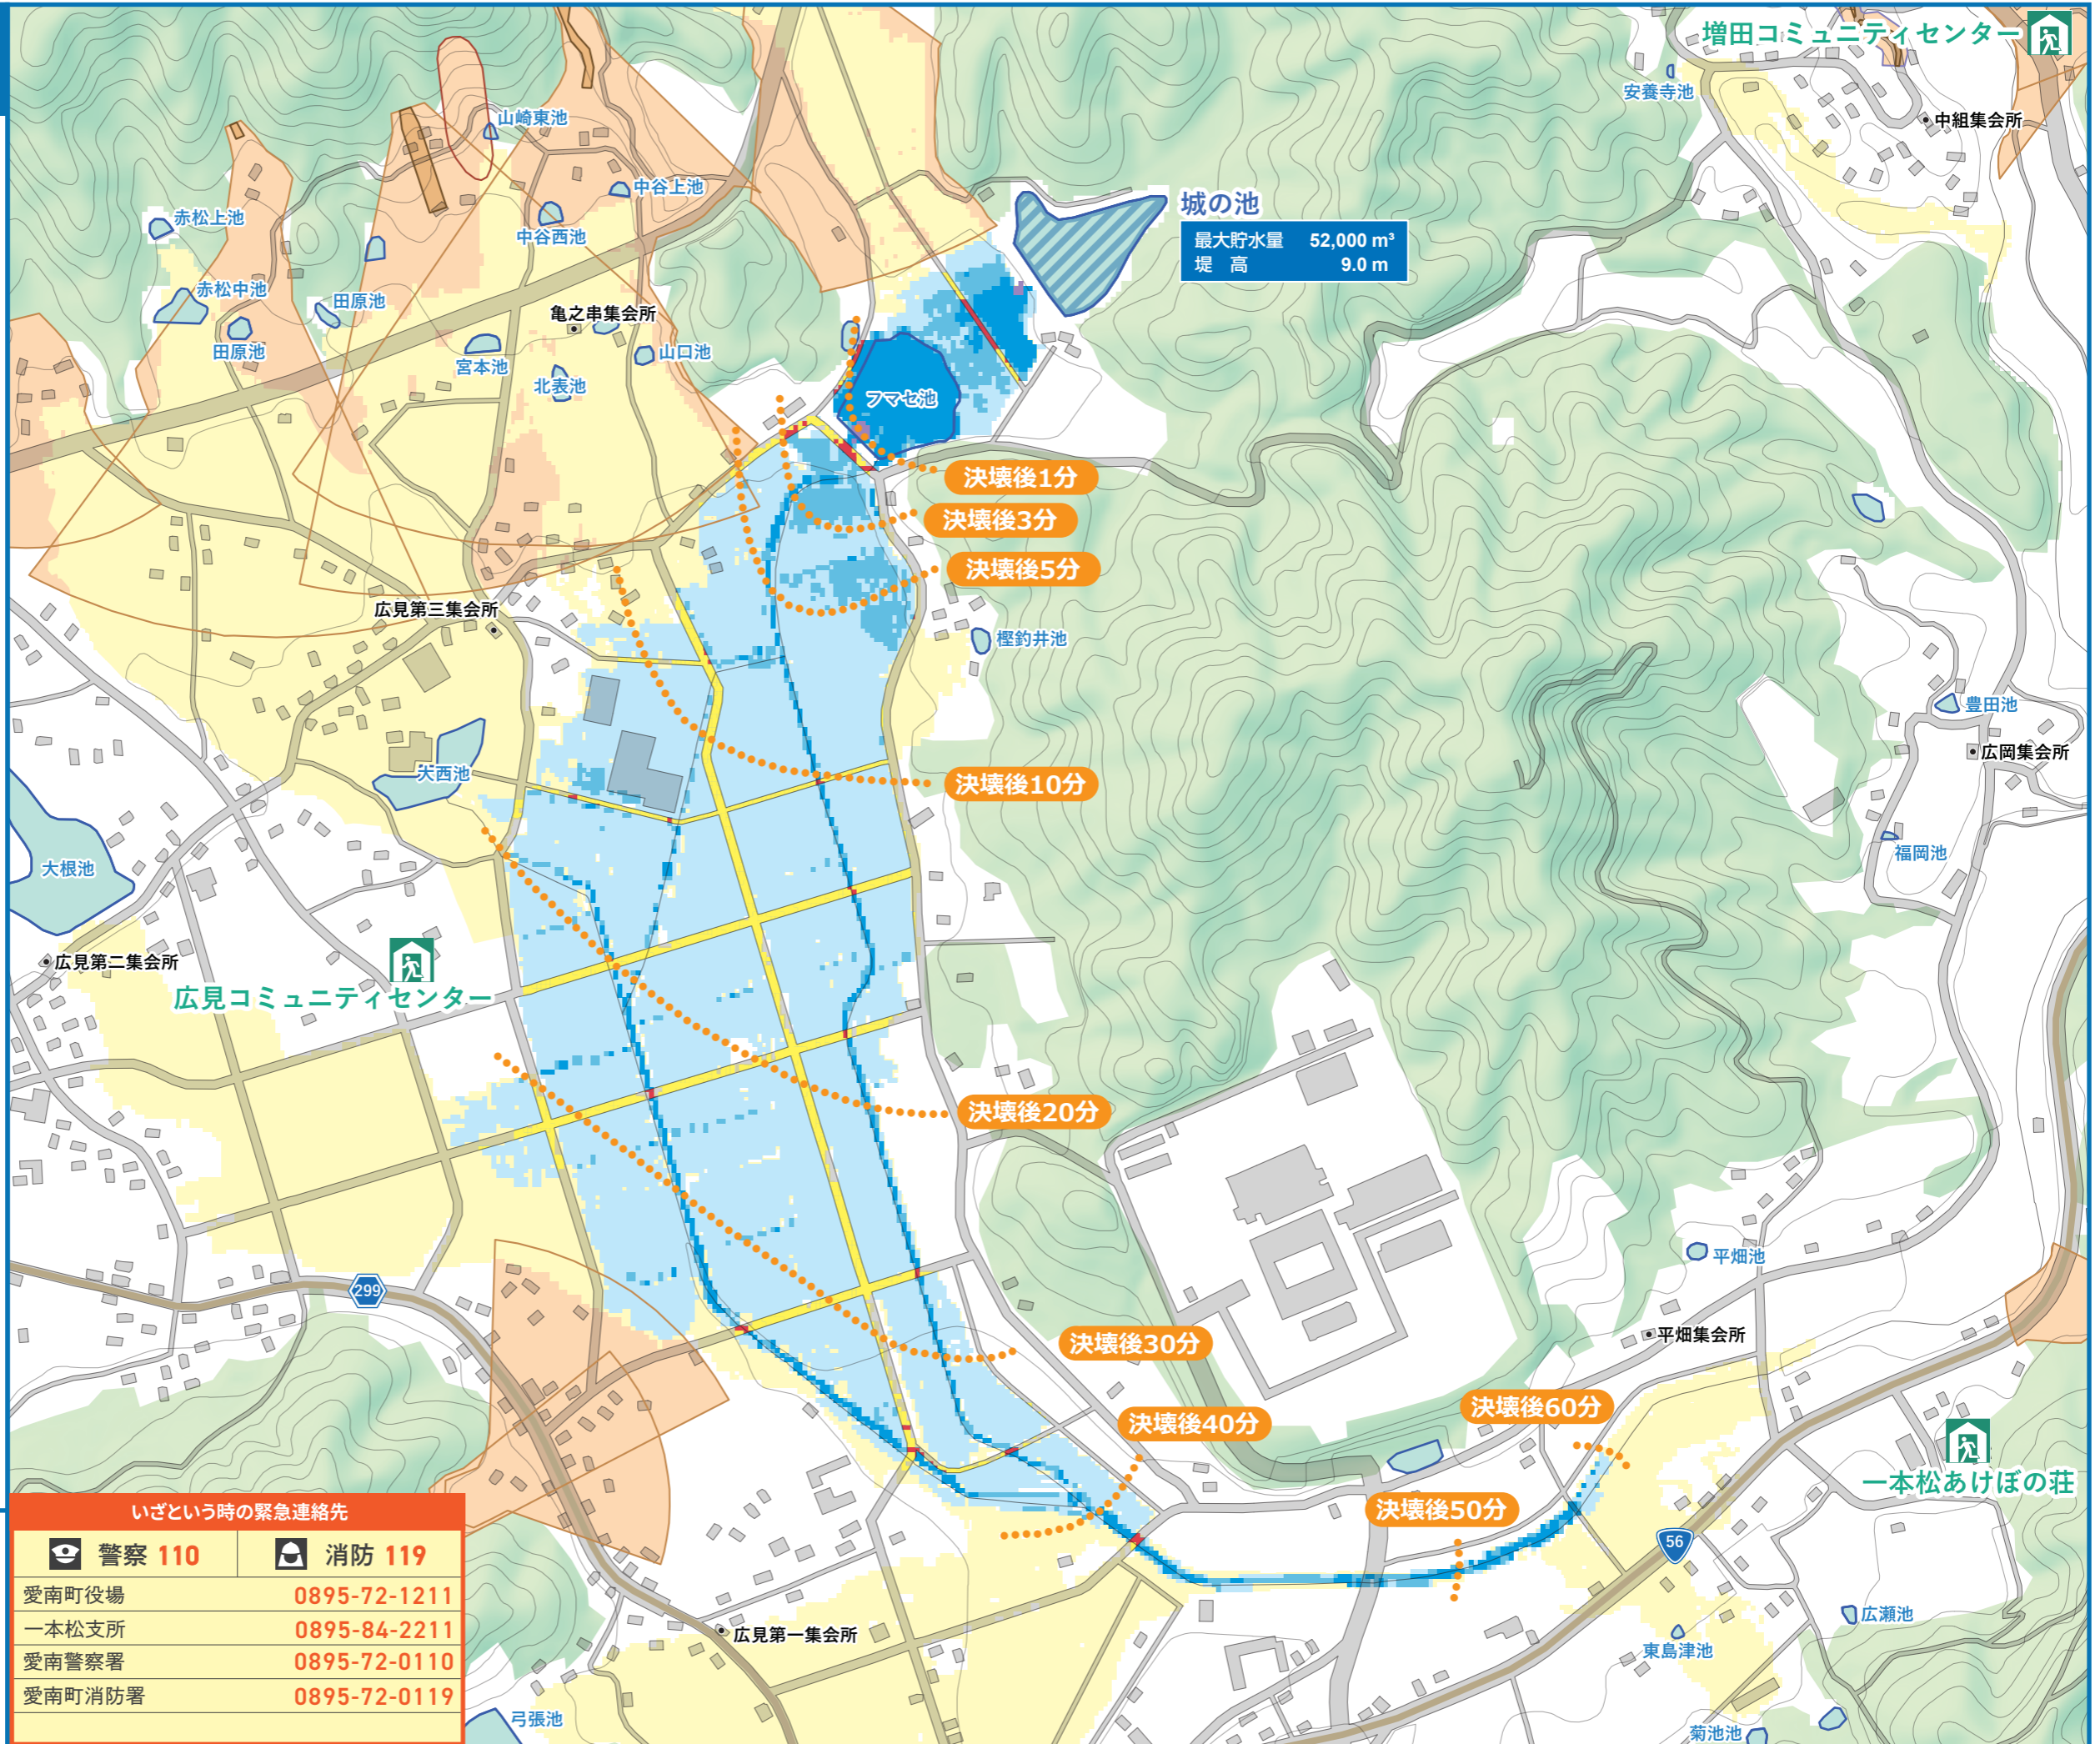 増田コミュニティセンター
安養寺池
中組集会所
山崎東池
中谷上池
赤松上池
中谷西池
城の池
最大貯水量 52,000 m³
堤 高 9.0 m
赤松中池
田原池
亀之串集会所
田原池
宮本池
山口池
北表池
フマセ池
決壊後1分
決壊後3分
決壊後5分
広見第三集会所
樫釣井池
豊田池
広岡集会所
大西池
決壊後10分
大根池
福岡池
広見第二集会所
広見コミュニティセンター
決壊後20分
平畑池
299
平畑集会所
決壊後30分
決壊後40分
決壊後60分
一本松あけぼの荘
決壊後50分
56
いざという時の緊急連絡先
警察 110 消防 119
愛南町役場 0895-72-1211
一本松支所 0895-84-2211
愛南警察署 0895-72-0110
愛南町消防署 0895-72-0119
広見第一集会所
広瀬池
東島津池
弓張池
菊池池